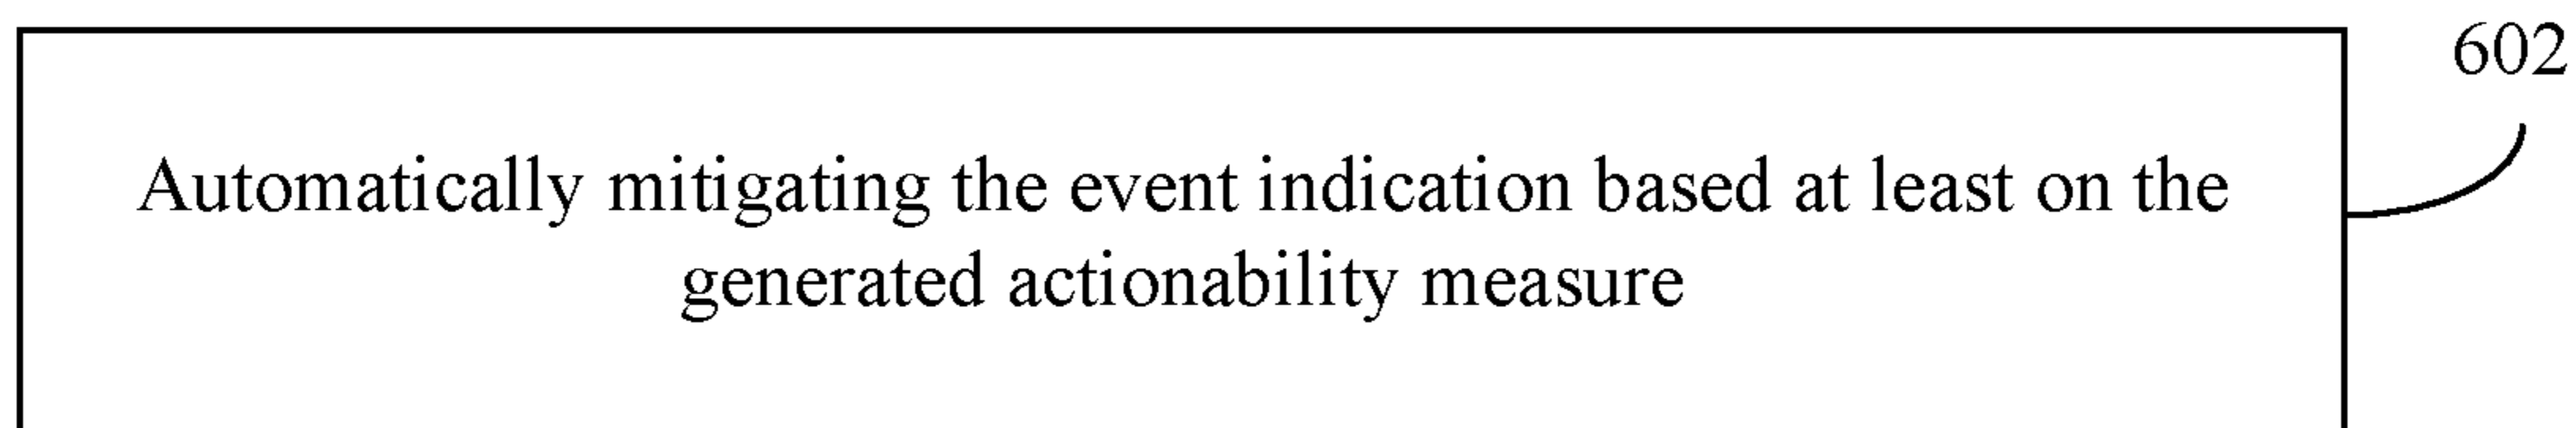 602
Automatically mitigating the event indication based at least on the
generated actionability measure